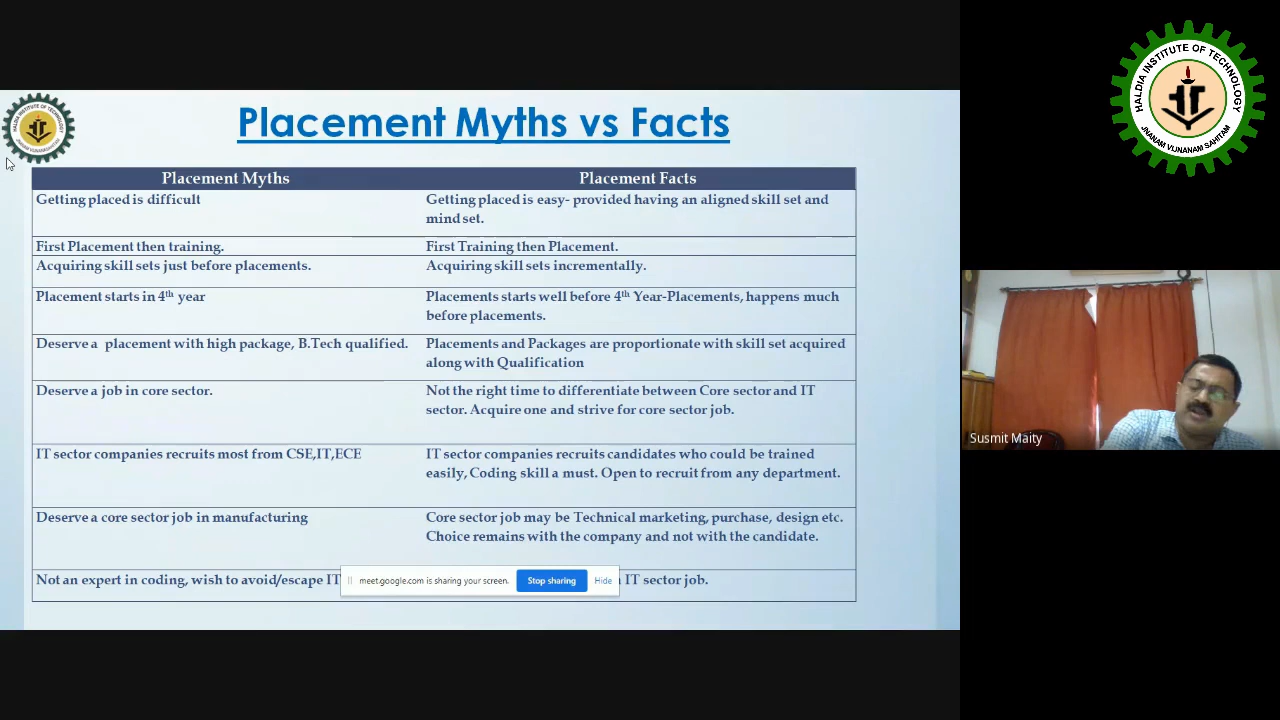 HALDIA INSTITUTE OF TECHNOLOGY
JNANAM VIJNANAM SAHITAM
Placement Myths vs Facts
Placement Myths
Placement Facts
Getting placed is difficult
Getting placed is easy- provided having an aligned skill set and
mind set.
First Placement then training.
First Training then Placement.
Acquiring skill sets just before placements.
Acquiring skill sets incrementally.
Placement starts in 4th year
Placements starts well before 4th Year-Placements, happens much
before placements.
Deserve a placement with high package, B.Tech qualified.
Placements and Packages are proportionate with skill set acquired
along with Qualification
Deserve a job in core sector.
Not the right time to differentiate between Core sector and IT
sector. Acquire one and strive for core sector job.
IT sector companies recruits most from CSE,IT,ECE
IT sector companies recruits candidates who could be trained
easily, Coding skill a must. Open to recruit from any department.
Deserve a core sector job in manufacturing
Core sector job may be Technical marketing, purchase, design etc.
Choice remains with the company and not with the candidate.
Not an expert in coding, wish to avoid/escape IT
IT sector job.
meet.google.com is sharing your screen.
Stop sharing
Hide
Susmit Maity